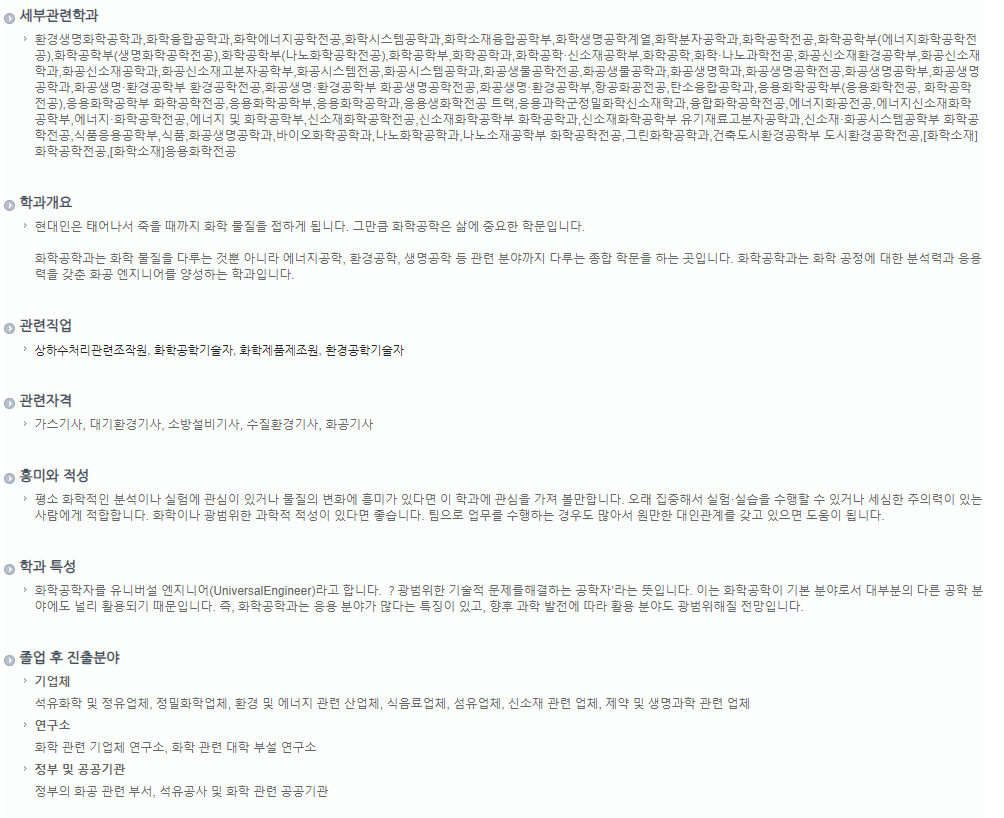 세부관련학과
환경생명화학공학과,화학융합공학과,화학에너지공학전공,화학시스템공학과,화학소재융합공학부,화학생명공학계열,화학분자공학과,화학공학전공,화학공학부(에너지화학공학전
공),화학공학부(생명화학공학전공),화학공학부(나노화학공학전공),화학공학부,화학공학과,화학공학·신소재공학부,화학공학,화학·나노과학전공,화공신소재환경공학부,화공신소재공
학과,화공신소재공학과,화공신소재고분자공학부,화공시스템전공,화공시스템공학과,화공생물공학전공,화공생물공학과,화공생명학과,화공생명공학전공,화공생명공학부,화공생명
공학과,화공생명·환경공학부 환경공학전공,화공생명·환경공학부 화공생명공학전공,화공생명·환경공학부,항공화공전공,탄소융합공학과,응용화학공학부(응용화학전공, 화학공학
전공),응용화학공학부 화학공학전공,응용화학공학부,응용화학공학과,응용생화학전공 트랙,응용과학군정밀화학신소재학과,융합화학공학전공,에너지화공전공,에너지신소재화학
공학부,에너지·화학공학전공,에너지 및 화학공학부,신소재화학공학전공,신소재화학공학부 화학공학과,신소재화학공학부 유기재료고분자공학과,신소재·화공시스템공학부 화학공
학전공,식품응용공학부,식품,화공생명공학과,바이오화학공학과,나노화학공학과,나노소재공학부 화학공학전공,그린화학공학과,건축도시환경공학부 도시환경공학전공,[화학소재]
화학공학전공,[화학소재]응용화학전공
학과개요
현대인은 태어나서 죽을 때까지 화학 물질을 접하게 됩니다. 그만큼 화학공학은 삶에 중요한 학문입니다.
화학공학과는 화학 물질을 다루는 것뿐 아니라 에너지공학, 환경공학, 생명공학 등 관련 분야까지 다루는 종합 학문을 하는 곳입니다. 화학공학과는 화학 공정에 대한 분석력과 응용
력을 갖춘 화공 엔지니어를 양성하는 학과입니다.
관련직업
상하수처리관련조작원, 화학공학기술자, 화학제품제조원, 환경공학기술자
관련자격
가스기사, 대기환경기사, 소방설비기사, 수질환경기사, 화공기사
흥미와 적성
평소 화학적인 분석이나 실험에 관심이 있거나 물질의 변화에 흥미가 있다면 이 학과에 관심을 가져 볼만합니다. 오래 집중해서 실험·실습을 수행할 수 있거나 세심한 주의력이 있는
사람에게 적합합니다. 화학이나 광범위한 과학적 적성이 있다면 좋습니다. 팀으로 업무를 수행하는 경우도 많아서 원만한 대인관계를 갖고 있으면 도움이 됩니다.
학과 특성
화학공학자를 유니버설 엔지니어(UniversalEngineer)라고 합니다. ？광범위한 기술적 문제를해결하는 공학자'라는 뜻입니다. 이는 화학공학이 기본 분야로서 대부분의 다른 공학 분
야에도 널리 활용되기 때문입니다. 즉, 화학공학과는 응용 분야가 많다는 특징이 있고, 향후 과학 발전에 따라 활용 분야도 광범위해질 전망입니다.
졸업 후 진출분야
기업체
석유화학 및 정유업체, 정밀화학업체, 환경 및 에너지 관련 산업체, 식음료업체, 섬유업체, 신소재 관련 업체, 제약 및 생명과학 관련 업체
연구소
화학 관련 기업체 연구소, 화학 관련 대학 부설 연구소
정부 및 공공기관
정부의 화공 관련 부서, 석유공사 및 화학 관련 공공기관